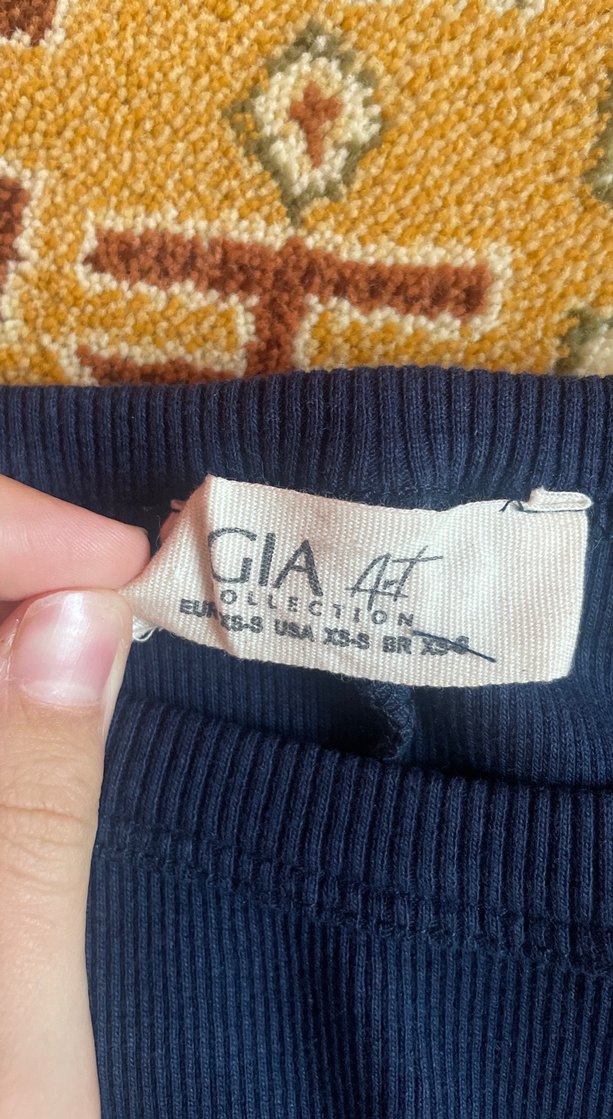 GIA Art
COLLECTION
EUR XS-S USA XS-S BR XS-S